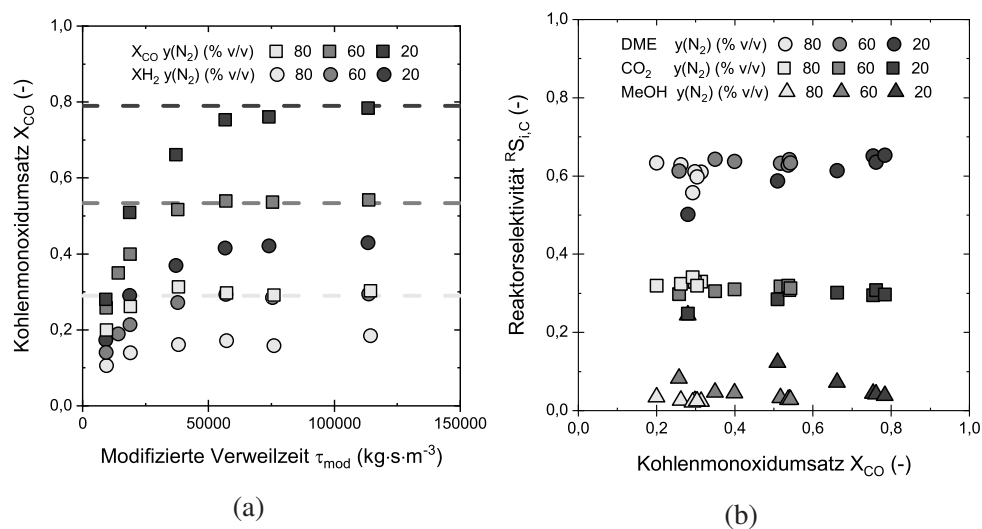 1,0
0,8
0,6
0,4
0,2
0,0
Kohlenmonoxidumsatz X_CO (-)
X_CO y(N₂) (% v/v) 80 60 20
XH₂ y(N₂) (% v/v) 80 60 20
0 50000 100000 150000
Modifizierte Verweilzeit τ_mod (kg·s·m⁻³)
(a)
1,0
0,8
0,6
0,4
0,2
0,0
Reaktorselektivität ᴿS_i,C (-)
DME y(N₂) (% v/v) 80 60 20
CO₂ y(N₂) (% v/v) 80 60 20
MeOH y(N₂) (% v/v) 80 60 20
0,0 0,2 0,4 0,6 0,8 1,0
Kohlenmonoxidumsatz X_CO (-)
(b)